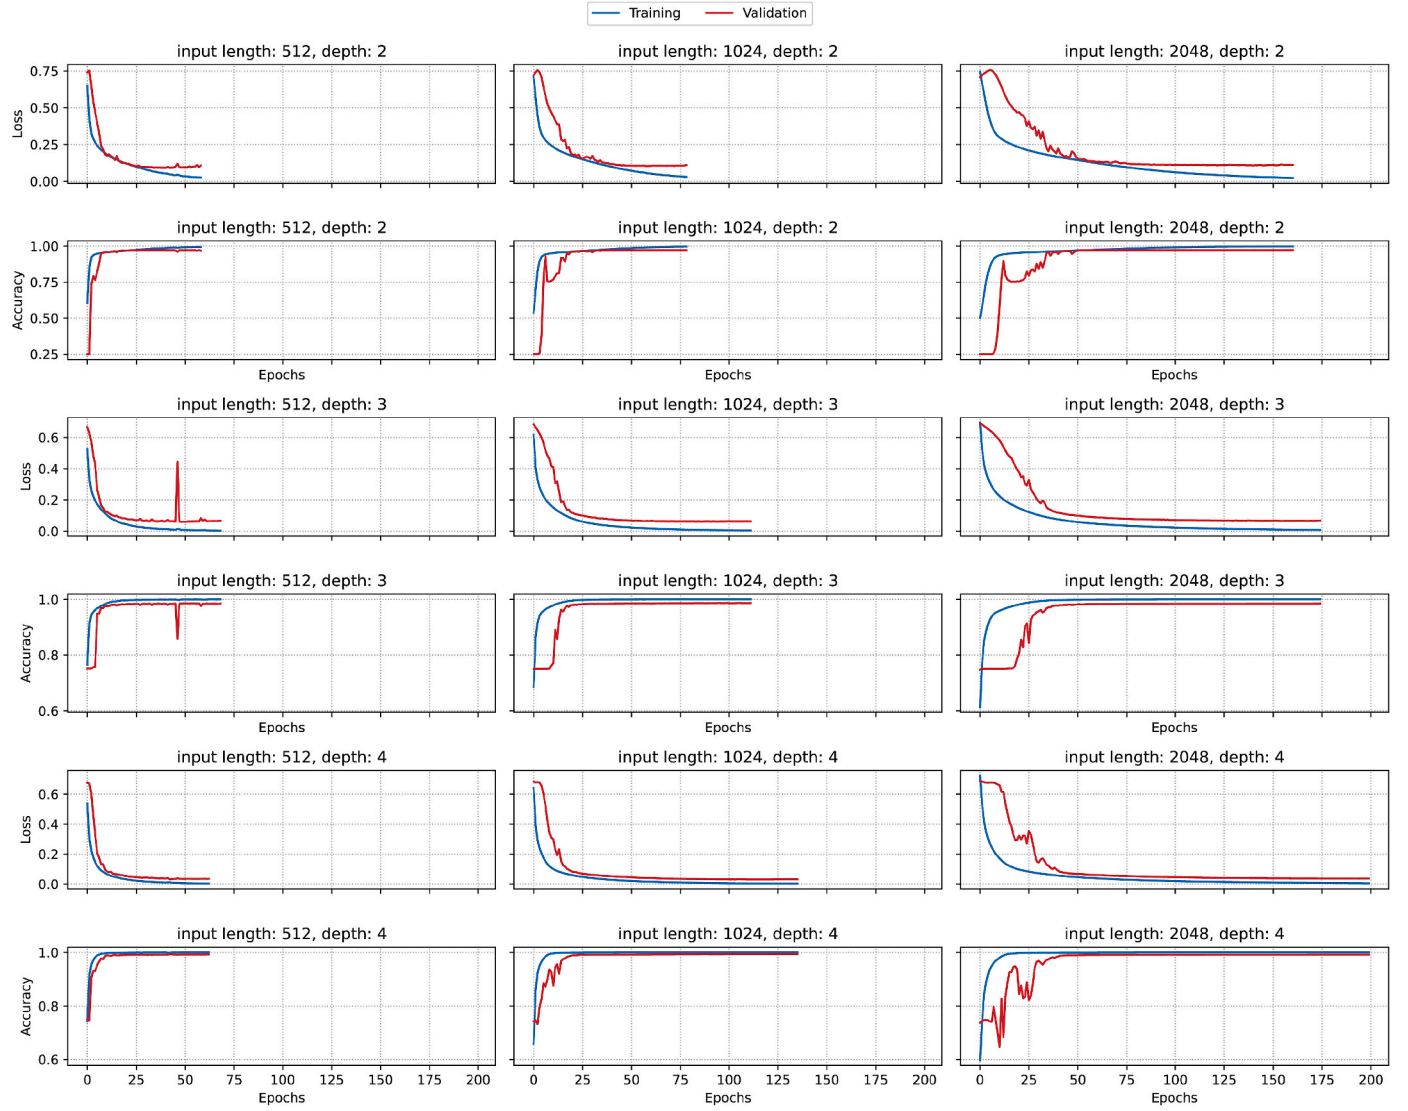 Training Validation
input length: 512, depth: 2 input length: 1024, depth: 2 input length: 2048, depth: 2
0.75
0.50
0.25
0.00
Loss
input length: 512, depth: 2 input length: 1024, depth: 2 input length: 2048, depth: 2
1.00
0.75
0.50
0.25
Accuracy
Epochs Epochs Epochs
input length: 512, depth: 3 input length: 1024, depth: 3 input length: 2048, depth: 3
0.6
0.4
0.2
0.0
Loss
input length: 512, depth: 3 input length: 1024, depth: 3 input length: 2048, depth: 3
1.0
0.8
0.6
Accuracy
Epochs Epochs Epochs
input length: 512, depth: 4 input length: 1024, depth: 4 input length: 2048, depth: 4
0.6
0.4
0.2
0.0
Loss
input length: 512, depth: 4 input length: 1024, depth: 4 input length: 2048, depth: 4
1.0
0.8
0.6
Accuracy
0 25 50 75 100 125 150 175 200 0 25 50 75 100 125 150 175 200 0 25 50 75 100 125 150 175 200
Epochs Epochs Epochs